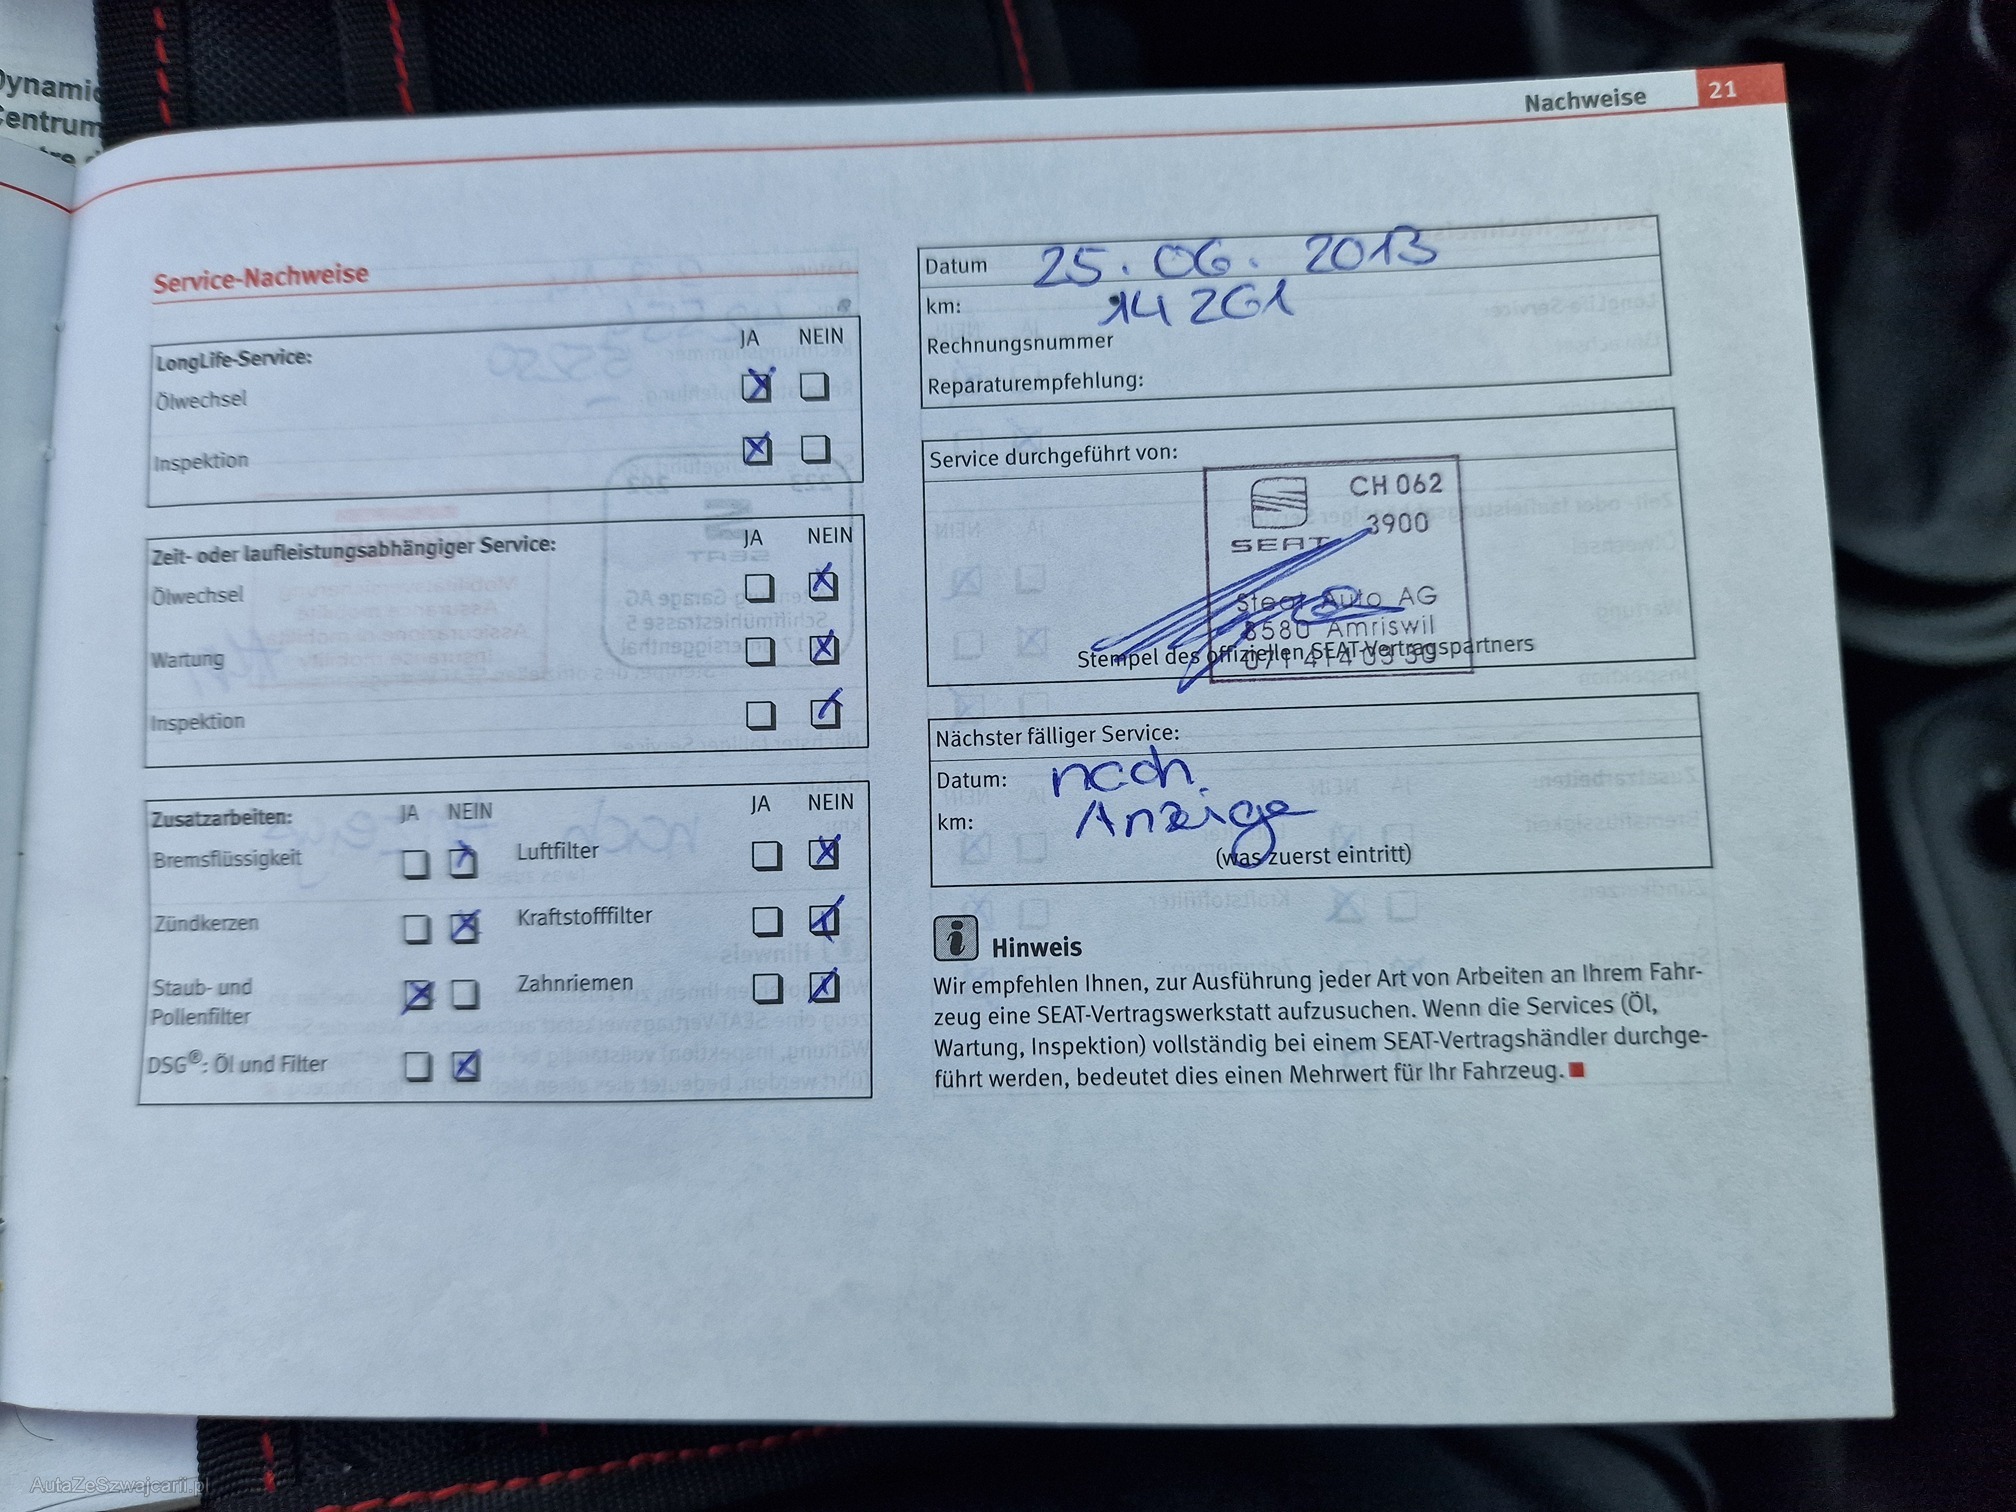 Dynamic
Centrum
Nachweise 21
Service-Nachweise
LongLife-Service: JA NEIN
Ölwechsel
Inspektion
Zeit- oder laufleistungsabhängiger Service: JA NEIN
Ölwechsel
Wartung
Inspektion
Zusatzarbeiten: JA NEIN JA NEIN
Bremsflüssigkeit Luftfilter
Zündkerzen Kraftstofffilter
Staub- und Zahnriemen
Pollenfilter
DSG®: Öl und Filter
Datum 25. 06. 2013
km: 14 261
Rechnungsnummer
Reparaturempfehlung:
Service durchgeführt von:
CH 062
3900
SEAT
Auto AG
8580 Amriswil
Stempel des offiziellen SEAT-Vertragspartners
Nächster fälliger Service:
Datum: nach
km: Anzeige
(was zuerst eintritt)
Hinweis
Wir empfehlen Ihnen, zur Ausführung jeder Art von Arbeiten an Ihrem Fahr-
zeug eine SEAT-Vertragswerkstatt aufzusuchen. Wenn die Services (Öl,
Wartung, Inspektion) vollständig bei einem SEAT-Vertragshändler durchge-
führt werden, bedeutet dies einen Mehrwert für Ihr Fahrzeug.
AutaZeSzwajcarii.pl